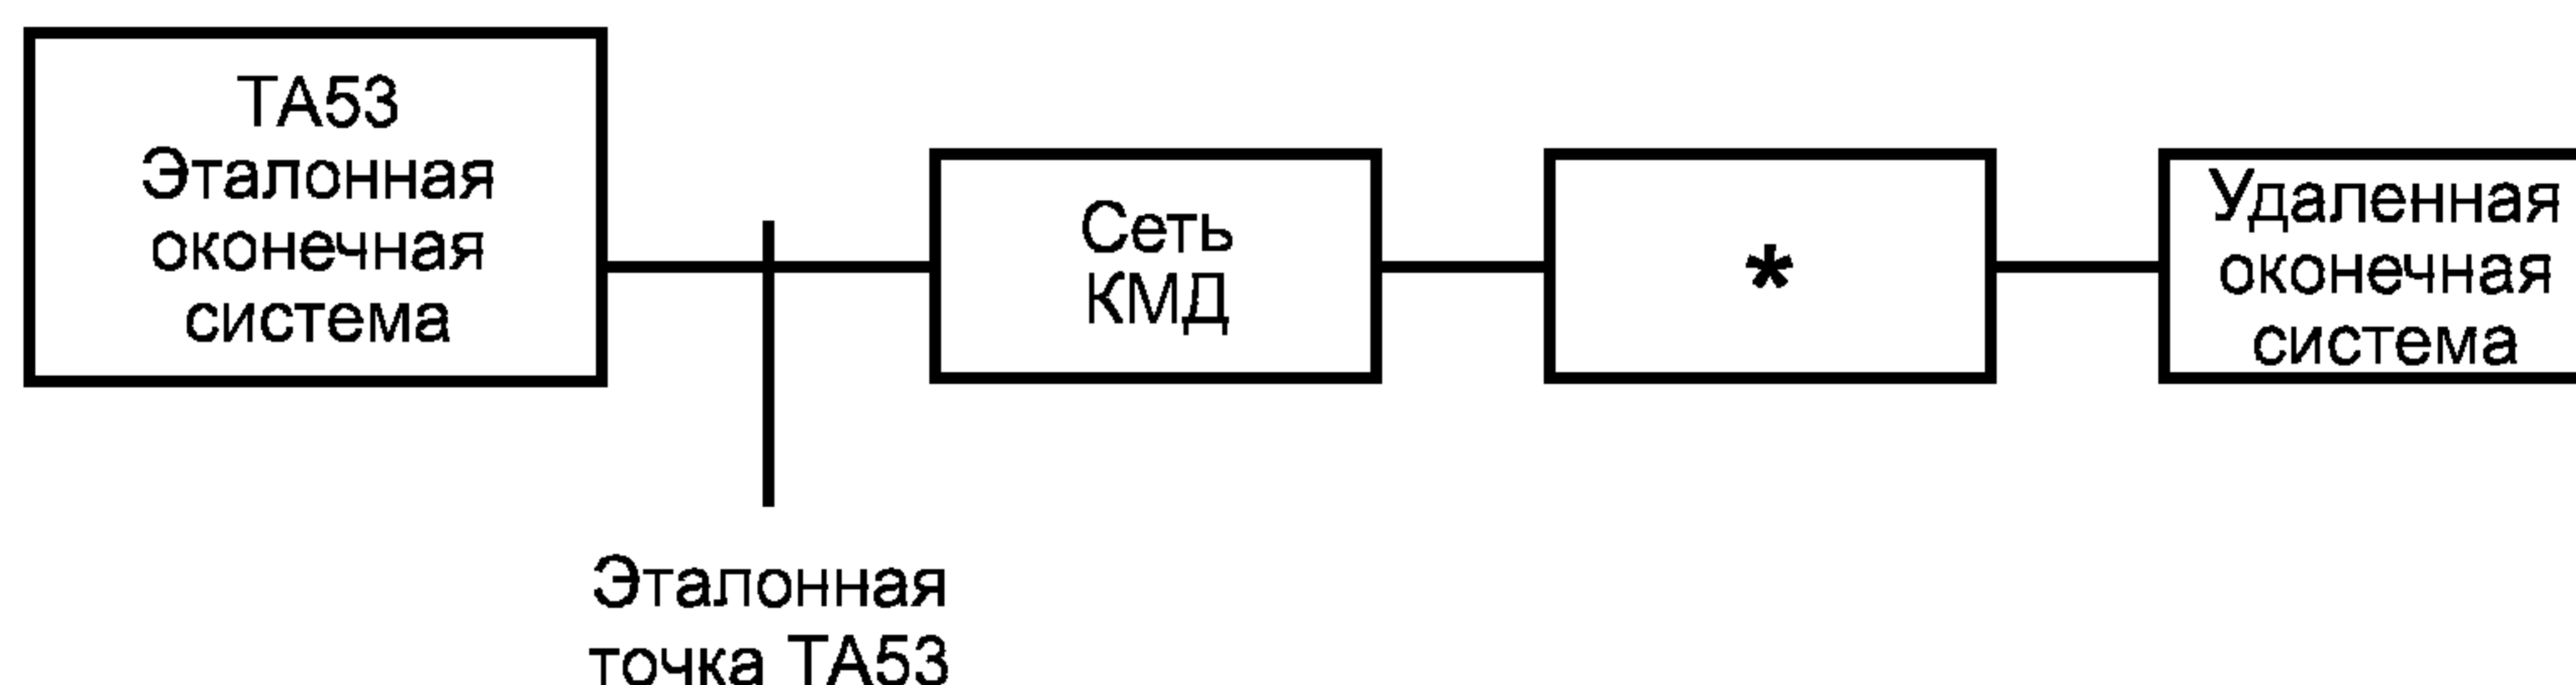 ТА53
Эталонная
оконечная
система
Сеть
КМД
*
Удаленная
оконечная
система
Эталонная
точка ТА53